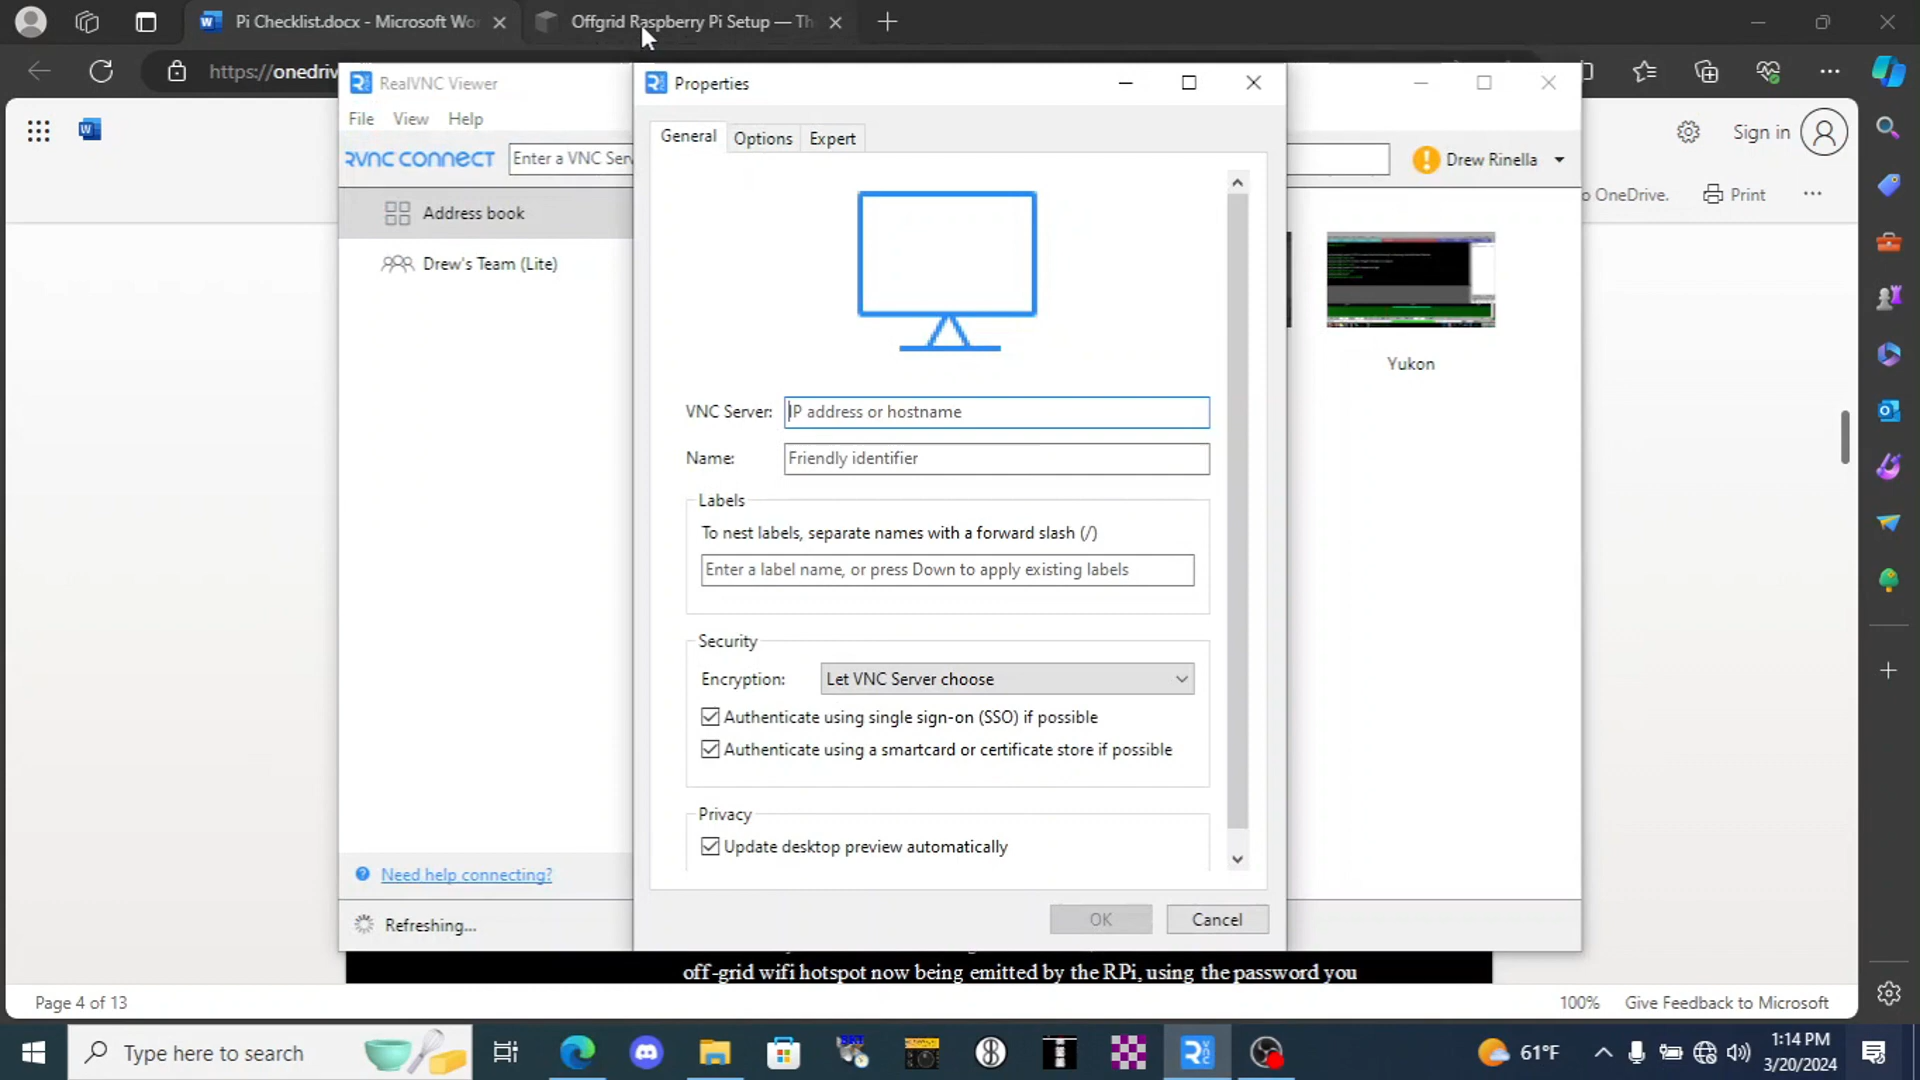 Pi Checklist.docx - Microsoft Wor
Offgrid Raspberry Pi Setup — Th
https://onedriv
RealVNC Viewer
Properties
File View Help
General Options Expert
RVNC CONNECT
Enter a VNC Ser
Drew Rinella
Sign in
Address book
Print
Drew's Team (Lite)
Yukon
VNC Server: IP address or hostname
Name: Friendly identifier
Labels
To nest labels, separate names with a forward slash (/)
Enter a label name, or press Down to apply existing labels
Security
Encryption: Let VNC Server choose
Authenticate using single sign-on (SSO) if possible
Authenticate using a smartcard or certificate store if possible
Privacy
Update desktop preview automatically
Need help connecting?
OK Cancel
Refreshing...
off-grid wifi hotspot now being emitted by the RPi, using the password you
Page 4 of 13
100% Give Feedback to Microsoft
Type here to search
61°F
1:14 PM
3/20/2024